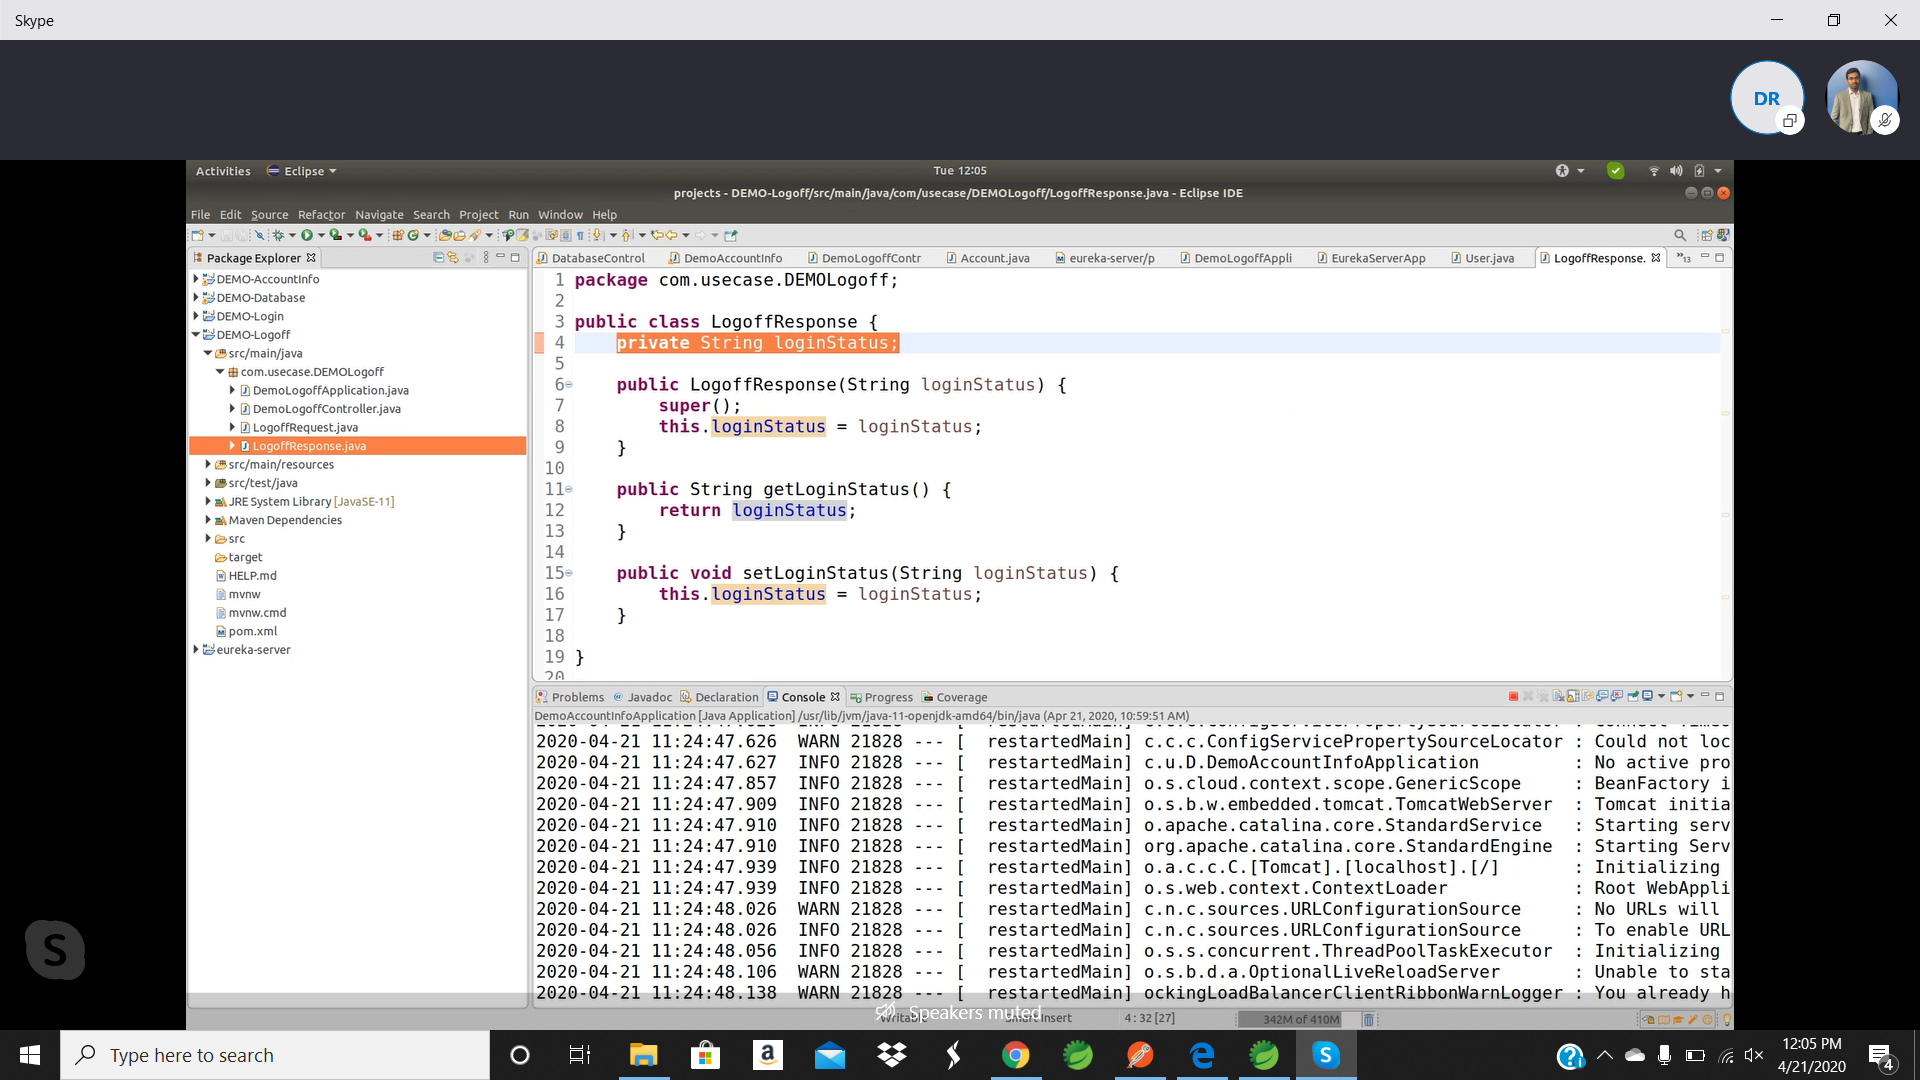 Skype
DR
Activities Eclipse Tue 12:05
projects - DEMO-Logoff/src/main/java/com/usecase/DEMOLogoff/LogoffResponse.java - Eclipse IDE
File Edit Source Refactor Navigate Search Project Run Window Help
Package Explorer
DEMO-AccountInfo
DEMO-Database
DEMO-Login
DEMO-Logoff
src/main/java
com.usecase.DEMOLogoff
DemoLogoffApplication.java
DemoLogoffController.java
LogoffRequest.java
LogoffResponse.java
src/main/resources
src/test/java
JRE System Library [JavaSE-11]
Maven Dependencies
src
target
HELP.md
mvnw
mvnw.cmd
pom.xml
eureka-server
DatabaseControl DemoAccountInfo DemoLogoffContr Account.java eureka-server/p DemoLogoffAppli EurekaServerApp User.java LogoffResponse. »13
1 package com.usecase.DEMOLogoff;
2
3 public class LogoffResponse {
4 private String loginStatus;
5
6 public LogoffResponse(String loginStatus) {
7 super();
8 this.loginStatus = loginStatus;
9 }
10
11 public String getLoginStatus() {
12 return loginStatus;
13 }
14
15 public void setLoginStatus(String loginStatus) {
16 this.loginStatus = loginStatus;
17 }
18
19 }
20
Problems Javadoc Declaration Console Progress Coverage
DemoAccountInfoApplication [Java Application] /usr/lib/jvm/java-11-openjdk-amd64/bin/java (Apr 21, 2020, 10:59:51 AM)
2020-04-21 11:24:47.626 WARN 21828 --- [ restartedMain] c.c.c.ConfigServicePropertySourceLocator : Could not loc
2020-04-21 11:24:47.627 INFO 21828 --- [ restartedMain] c.u.D.DemoAccountInfoApplication : No active pro
2020-04-21 11:24:47.857 INFO 21828 --- [ restartedMain] o.s.cloud.context.scope.GenericScope : BeanFactory i
2020-04-21 11:24:47.909 INFO 21828 --- [ restartedMain] o.s.b.w.embedded.tomcat.TomcatWebServer : Tomcat initia
2020-04-21 11:24:47.910 INFO 21828 --- [ restartedMain] o.apache.catalina.core.StandardService : Starting serv
2020-04-21 11:24:47.910 INFO 21828 --- [ restartedMain] org.apache.catalina.core.StandardEngine : Starting Serv
2020-04-21 11:24:47.939 INFO 21828 --- [ restartedMain] o.a.c.c.C.[Tomcat].[localhost].[/] : Initializing
2020-04-21 11:24:47.939 INFO 21828 --- [ restartedMain] o.s.web.context.ContextLoader : Root WebAppli
2020-04-21 11:24:48.026 WARN 21828 --- [ restartedMain] c.n.c.sources.URLConfigurationSource : No URLs will
2020-04-21 11:24:48.026 INFO 21828 --- [ restartedMain] c.n.c.sources.URLConfigurationSource : To enable URL
2020-04-21 11:24:48.056 INFO 21828 --- [ restartedMain] o.s.s.concurrent.ThreadPoolTaskExecutor : Initializing
2020-04-21 11:24:48.106 WARN 21828 --- [ restartedMain] o.s.b.d.a.OptionalLiveReloadServer : Unable to sta
2020-04-21 11:24:48.138 WARN 21828 --- [ restartedMain] ockingLoadBalancerClientRibbonWarnLogger : You already h
Speakers muted
Writable Smart Insert 4 : 32 [27] 342M of 410M
Type here to search
12:05 PM
4/21/2020
4